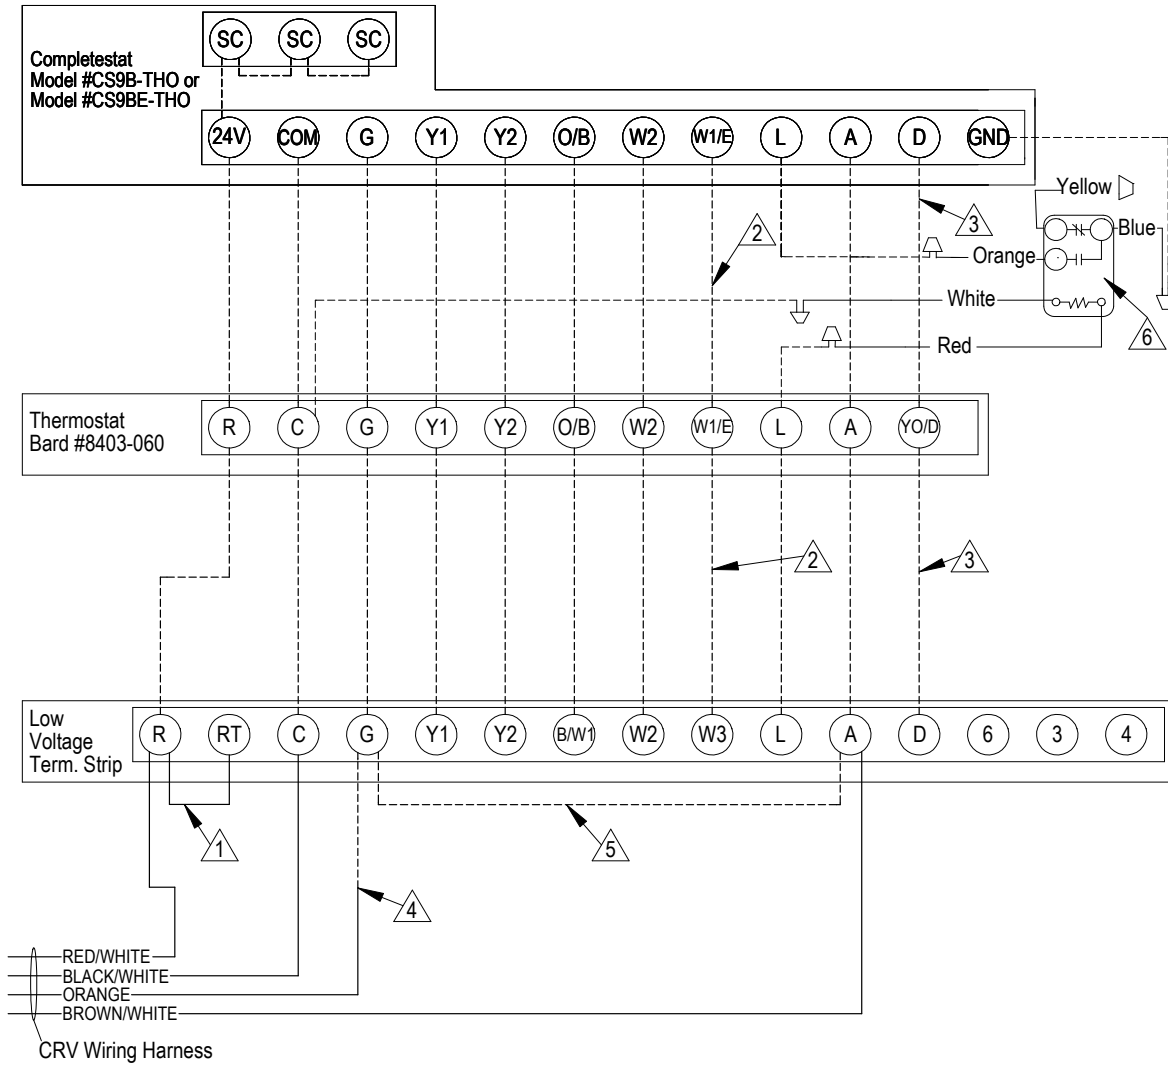 SC SC SC
Completestat
Model #CS9B-THO or
Model #CS9BE-THO
24V COM G Y1 Y2 O/B W2 W1/E L A D GND
Yellow
2
3
Blue
Orange
White
6
Red
Thermostat
Bard #8403-060
R C G Y1 Y2 O/B W2 W1/E L A YO/D
2
3
Low
Voltage
Term. Strip
R RT C G Y1 Y2 B/W1 W2 W3 L A D 6 3 4
1
5
4
RED/WHITE
BLACK/WHITE
ORANGE
BROWN/WHITE
CRV Wiring Harness